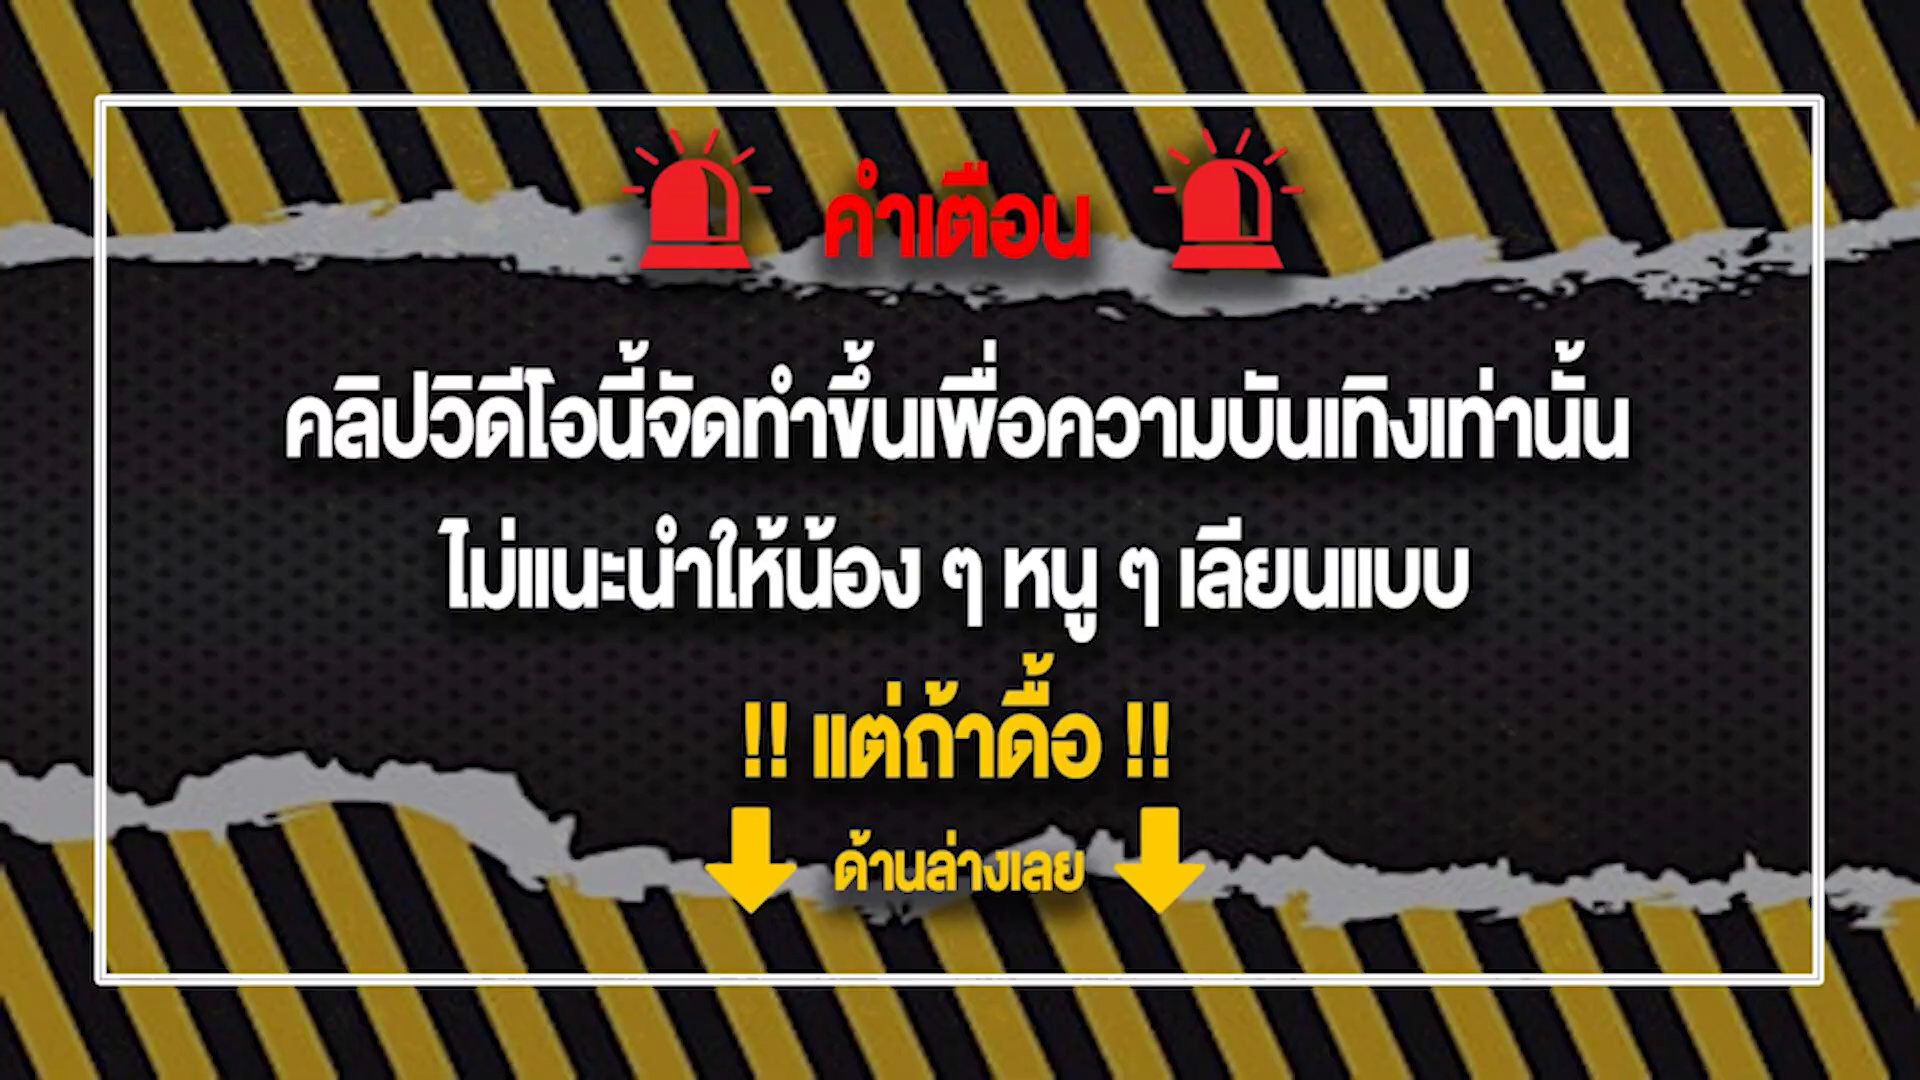 คำเตือน
คลิปวิดีโอนี้จัดทำขึ้นเพื่อความบันเทิงเท่านั้น
ไม่แนะนำให้น้อง ๆ หนู ๆ เลียนแบบ
!! แต่ถ้าดื้อ !!
ด้านล่างเลย